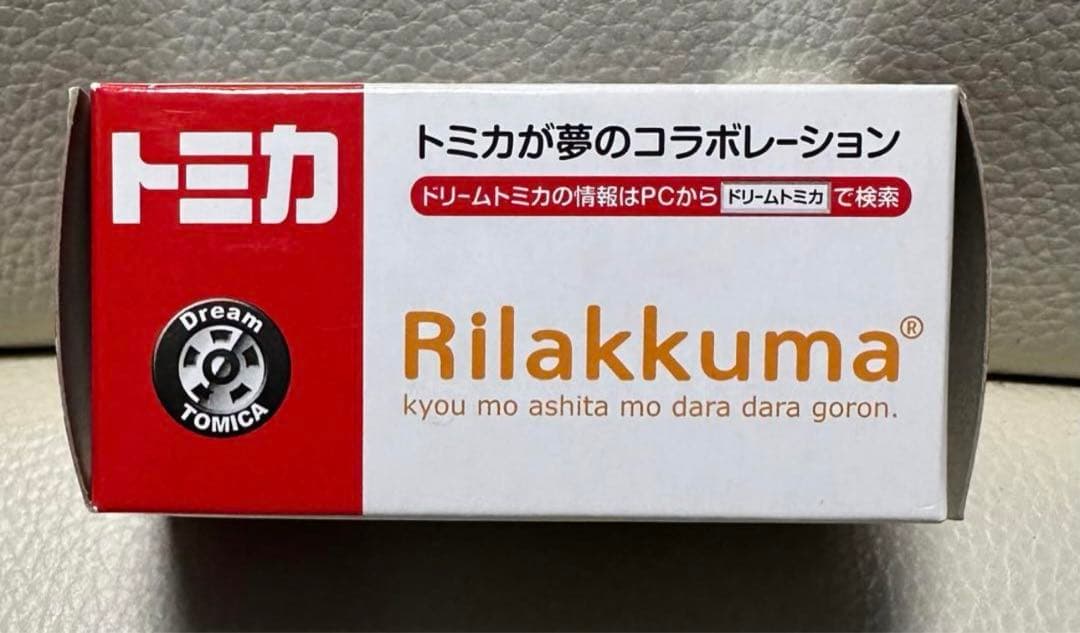 トミカ
Dream
TOMICA
トミカが夢のコラボレーション
ドリームトミカの情報はPCから ドリームトミカ で検索
Rilakkuma®
kyou mo ashita mo dara dara goron.